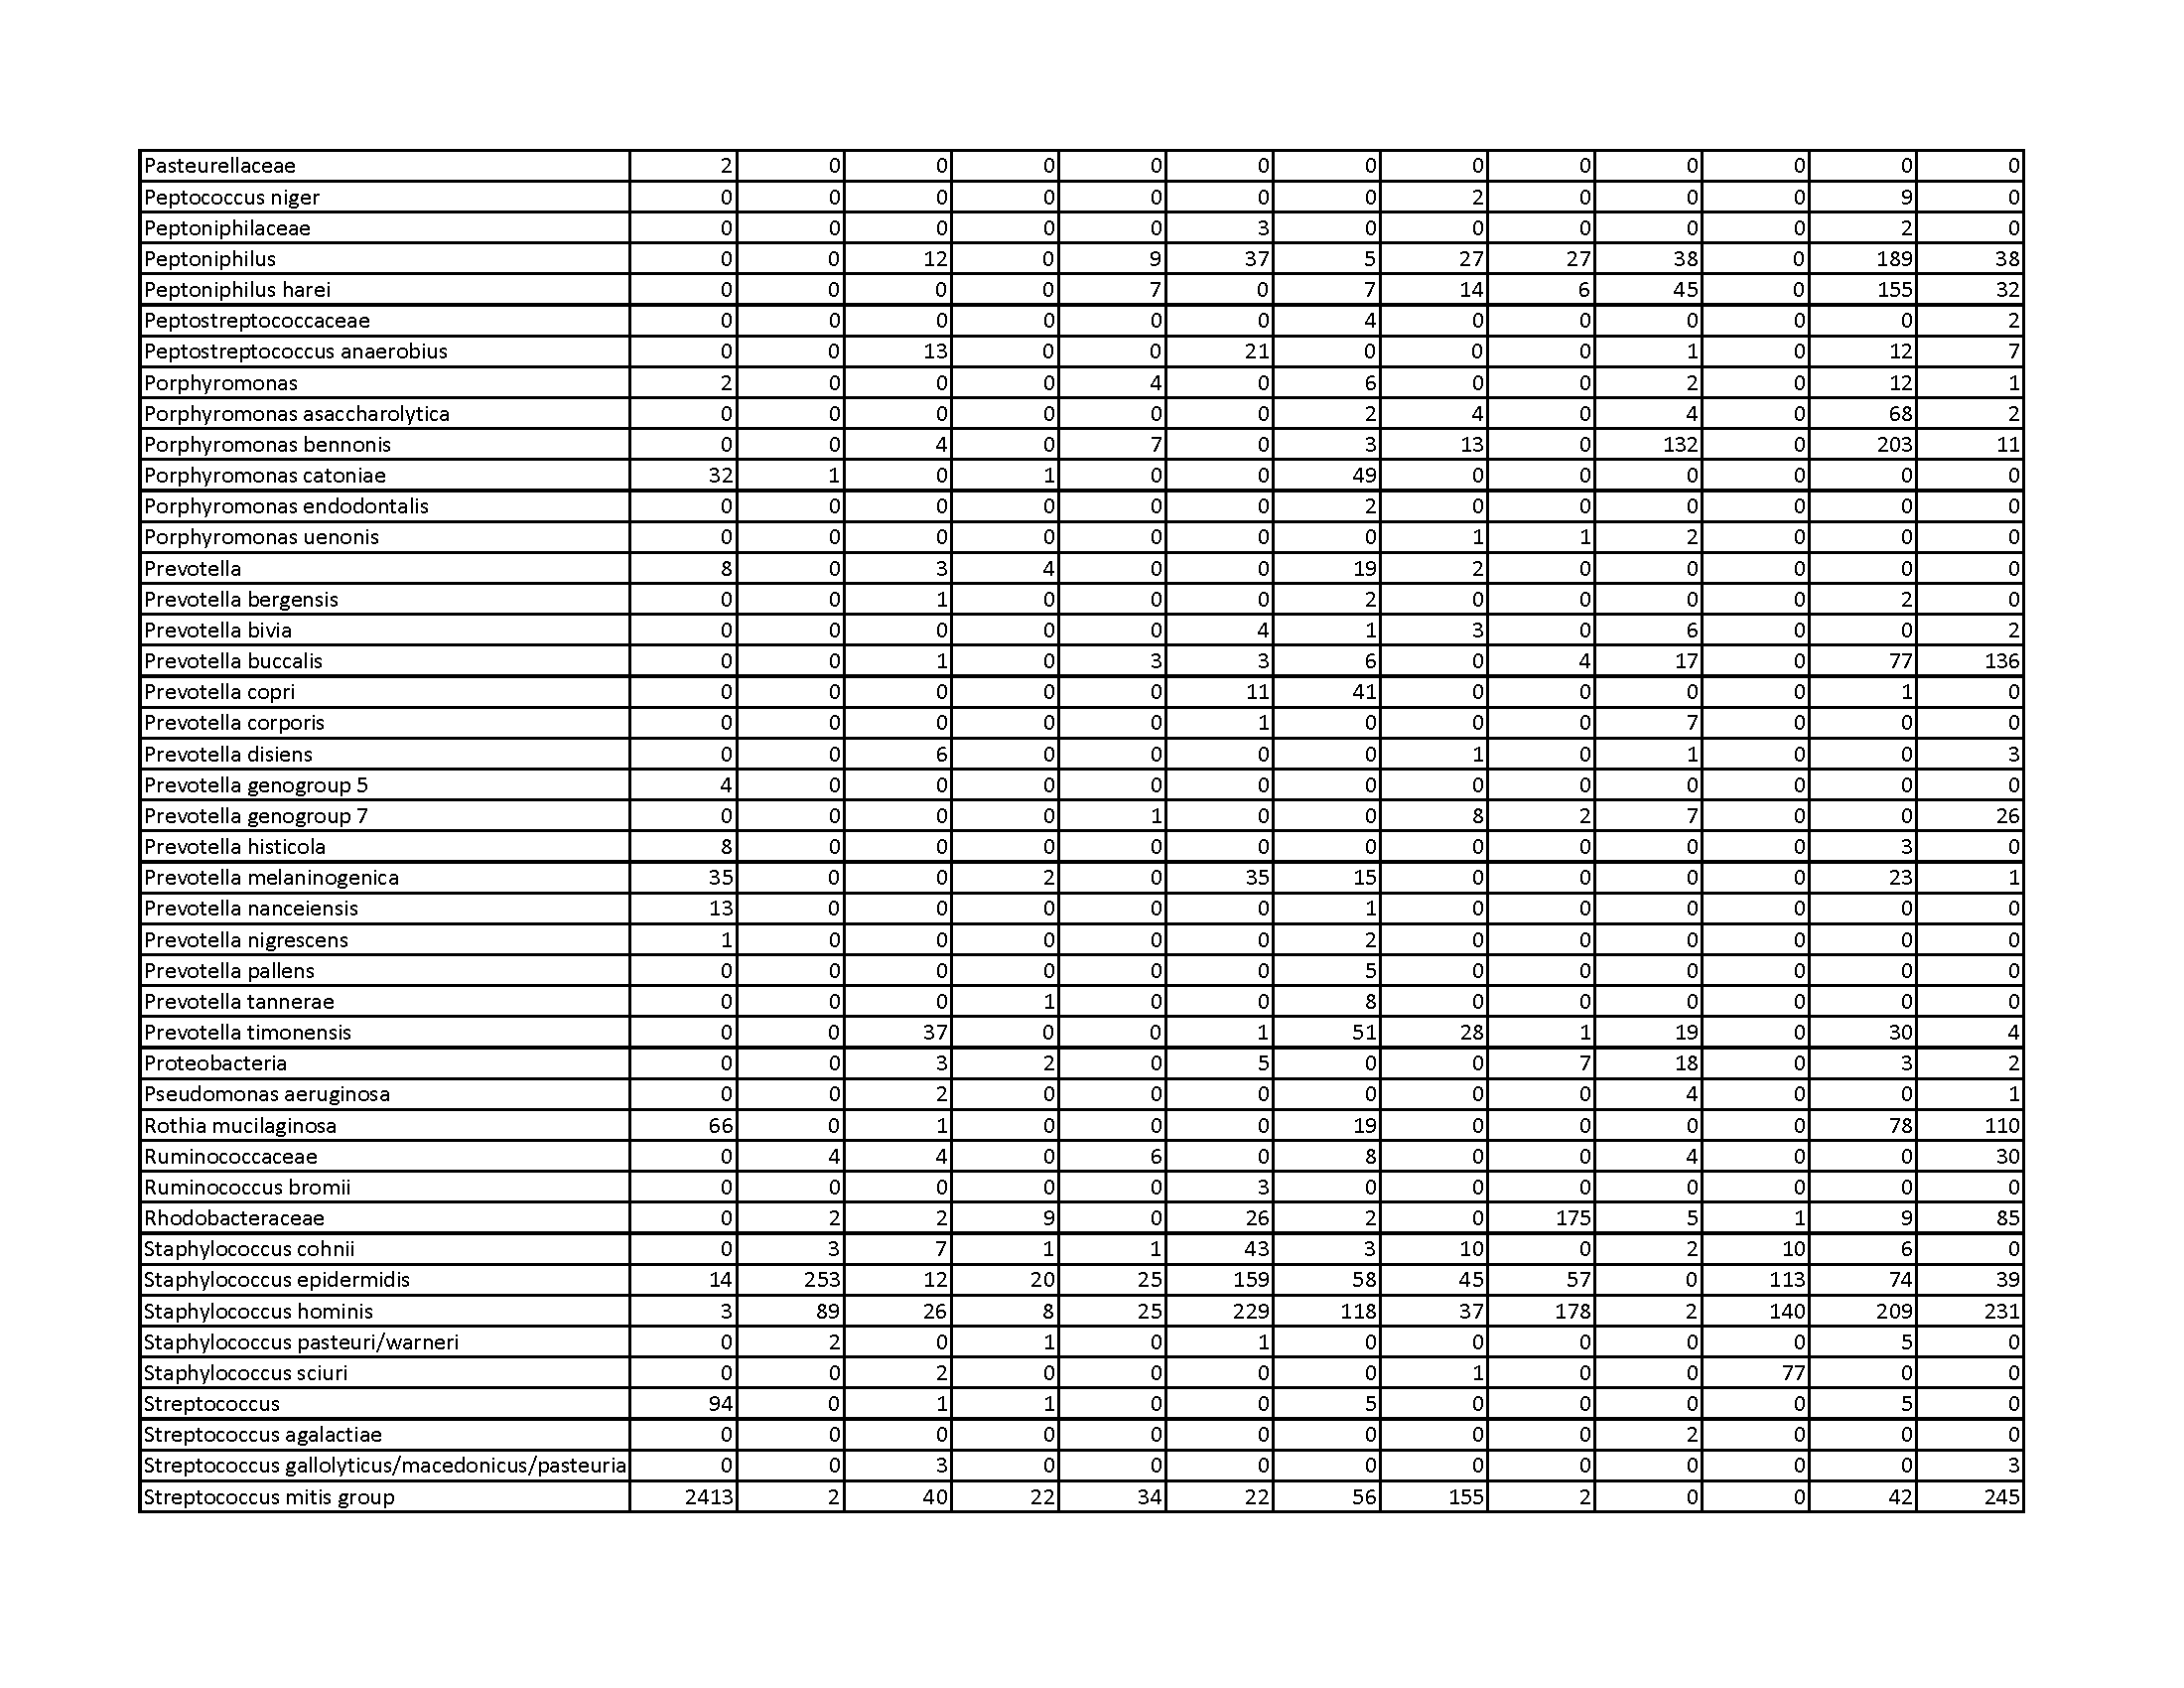 Pasteurellaceae 2 0 0 0 0 0 0 0 0 0 0 0 0
Peptococcus niger 0 0 0 0 0 0 0 2 0 0 0 9 0
Peptoniphilaceae 0 0 0 0 0 3 0 0 0 0 0 2 0
Peptoniphilus 0 0 12 0 9 37 5 27 27 38 0 189 38
Peptoniphilus harei 0 0 0 0 7 0 7 14 6 45 0 155 32
Peptostreptococcaceae 0 0 0 0 0 0 4 0 0 0 0 0 2
Peptostreptococcus anaerobius 0 0 13 0 0 21 0 0 0 1 0 12 7
Porphyromonas 2 0 0 0 4 0 6 0 0 2 0 12 1
Porphyromonas asaccharolytica 0 0 0 0 0 0 2 4 0 4 0 68 2
Porphyromonas bennonis 0 0 4 0 7 0 3 13 0 132 0 203 11
Porphyromonas catoniae 32 1 0 1 0 0 49 0 0 0 0 0 0
Porphyromonas endodontalis 0 0 0 0 0 0 2 0 0 0 0 0 0
Porphyromonas uenonis 0 0 0 0 0 0 0 1 1 2 0 0 0
Prevotella 8 0 3 4 0 0 19 2 0 0 0 0 0
Prevotella bergensis 0 0 1 0 0 0 2 0 0 0 0 2 0
Prevotella bivia 0 0 0 0 0 4 1 3 0 6 0 0 2
Prevotella buccalis 0 0 1 0 3 3 6 0 4 17 0 77 136
Prevotella copri 0 0 0 0 0 11 41 0 0 0 0 1 0
Prevotella corporis 0 0 0 0 0 1 0 0 0 7 0 0 0
Prevotella disiens 0 0 6 0 0 0 0 1 0 1 0 0 3
Prevotella genogroup 5 4 0 0 0 0 0 0 0 0 0 0 0 0
Prevotella genogroup 7 0 0 0 0 1 0 0 8 2 7 0 0 26
Prevotella histicola 8 0 0 0 0 0 0 0 0 0 0 3 0
Prevotella melaninogenica 35 0 0 2 0 35 15 0 0 0 0 23 1
Prevotella nanceiensis 13 0 0 0 0 0 1 0 0 0 0 0 0
Prevotella nigrescens 1 0 0 0 0 0 2 0 0 0 0 0 0
Prevotella pallens 0 0 0 0 0 0 5 0 0 0 0 0 0
Prevotella tannerae 0 0 0 1 0 0 8 0 0 0 0 0 0
Prevotella timonensis 0 0 37 0 0 1 51 28 1 19 0 30 4
Proteobacteria 0 0 3 2 0 5 0 0 7 18 0 3 2
Pseudomonas aeruginosa 0 0 2 0 0 0 0 0 0 4 0 0 1
Rothia mucilaginosa 66 0 1 0 0 0 19 0 0 0 0 78 110
Ruminococcaceae 0 4 4 0 6 0 8 0 0 4 0 0 30
Ruminococcus bromii 0 0 0 0 0 3 0 0 0 0 0 0 0
Rhodobacteraceae 0 2 2 9 0 26 2 0 175 5 1 9 85
Staphylococcus cohnii 0 3 7 1 1 43 3 10 0 2 10 6 0
Staphylococcus epidermidis 14 253 12 20 25 159 58 45 57 0 113 74 39
Staphylococcus hominis 3 89 26 8 25 229 118 37 178 2 140 209 231
Staphylococcus pasteuri/warneri 0 2 0 1 0 1 0 0 0 0 0 5 0
Staphylococcus sciuri 0 0 2 0 0 0 0 1 0 0 77 0 0
Streptococcus 94 0 1 1 0 0 5 0 0 0 0 5 0
Streptococcus agalactiae 0 0 0 0 0 0 0 0 0 2 0 0 0
Streptococcus gallolyticus/macedonicus/pasteuria 0 0 3 0 0 0 0 0 0 0 0 0 3
Streptococcus mitis group 2413 2 40 22 34 22 56 155 2 0 0 42 245